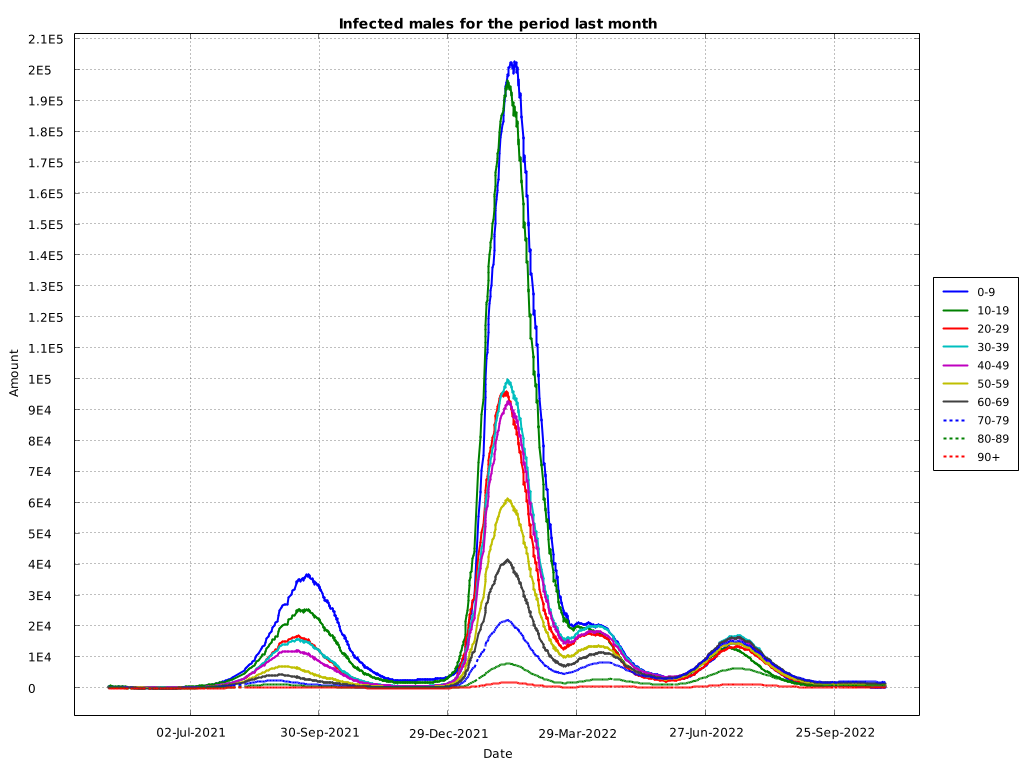 Infected males for the period last month
2.1E5
2E5
1.9E5
1.8E5
1.7E5
1.6E5
1.5E5
1.4E5
1.3E5
1.2E5
1.1E5
1E5
9E4
8E4
7E4
6E4
5E4
4E4
3E4
2E4
1E4
0
Amount
02-Jul-2021
30-Sep-2021
29-Dec-2021
29-Mar-2022
27-Jun-2022
25-Sep-2022
Date
0-9
10-19
20-29
30-39
40-49
50-59
60-69
70-79
80-89
90+